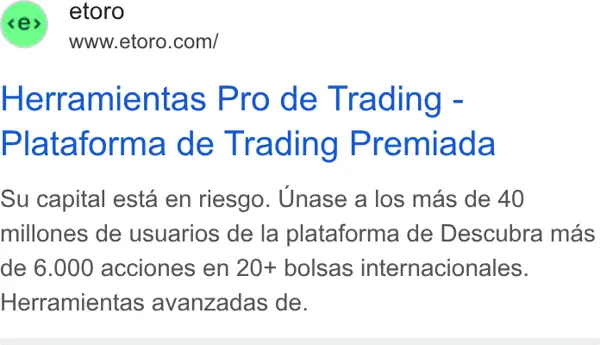 <e>
etoro
www.etoro.com/
Herramientas Pro de Trading -
Plataforma de Trading Premiada
Su capital está en riesgo. Únase a los más de 40
millones de usuarios de la plataforma de Descubra más
de 6.000 acciones en 20+ bolsas internacionales.
Herramientas avanzadas de.